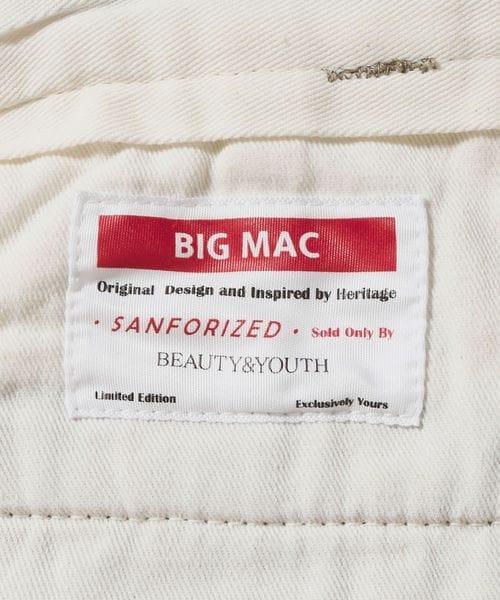 BIG MAC
Original Design and Inspired by Heritage
• SANFORIZED • Sold Only By
BEAUTY&YOUTH
Limited Edition Exclusively Yours